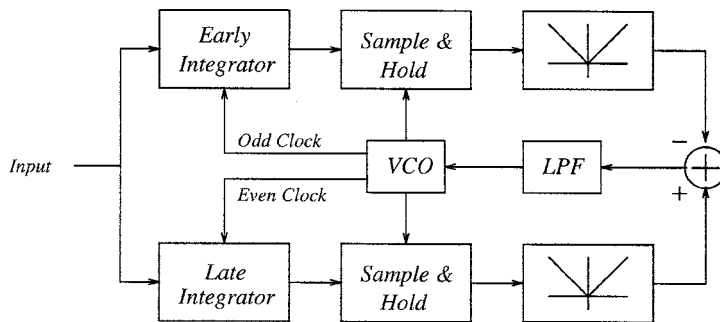 Early
Integrator
Sample &
Hold
Odd Clock
−
Input
VCO
LPF
+
Even Clock
+
Late
Integrator
Sample &
Hold